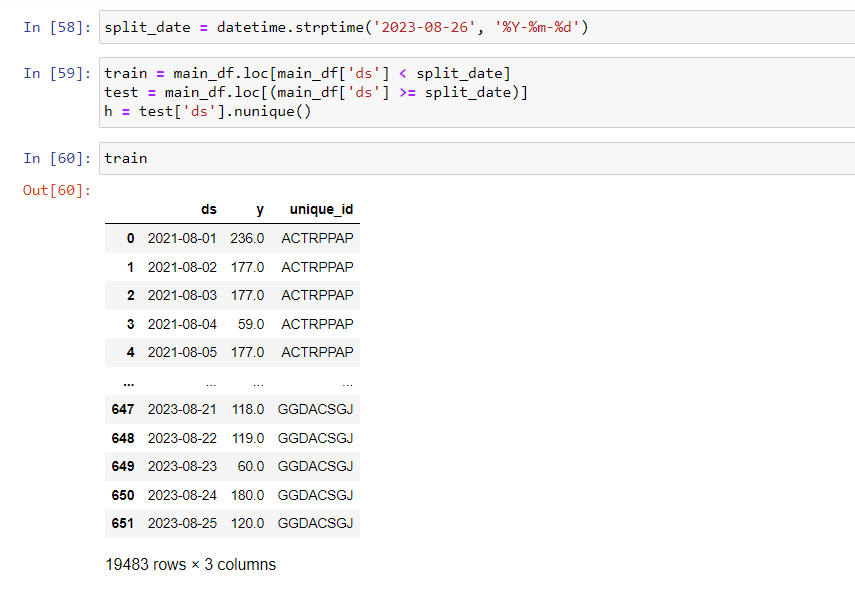 In [58]: split_date = datetime.strptime('2023-08-26', '%Y-%m-%d')
In [59]: train = main_df.loc[main_df['ds'] < split_date]
test = main_df.loc[(main_df['ds'] >= split_date)]
h = test['ds'].nunique()
In [60]: train
Out[60]:
ds y unique_id
0 2021-08-01 236.0 ACTRPPAP
1 2021-08-02 177.0 ACTRPPAP
2 2021-08-03 177.0 ACTRPPAP
3 2021-08-04 59.0 ACTRPPAP
4 2021-08-05 177.0 ACTRPPAP
... ... ... ...
647 2023-08-21 118.0 GGDACSGJ
648 2023-08-22 119.0 GGDACSGJ
649 2023-08-23 60.0 GGDACSGJ
650 2023-08-24 180.0 GGDACSGJ
651 2023-08-25 120.0 GGDACSGJ
19483 rows × 3 columns